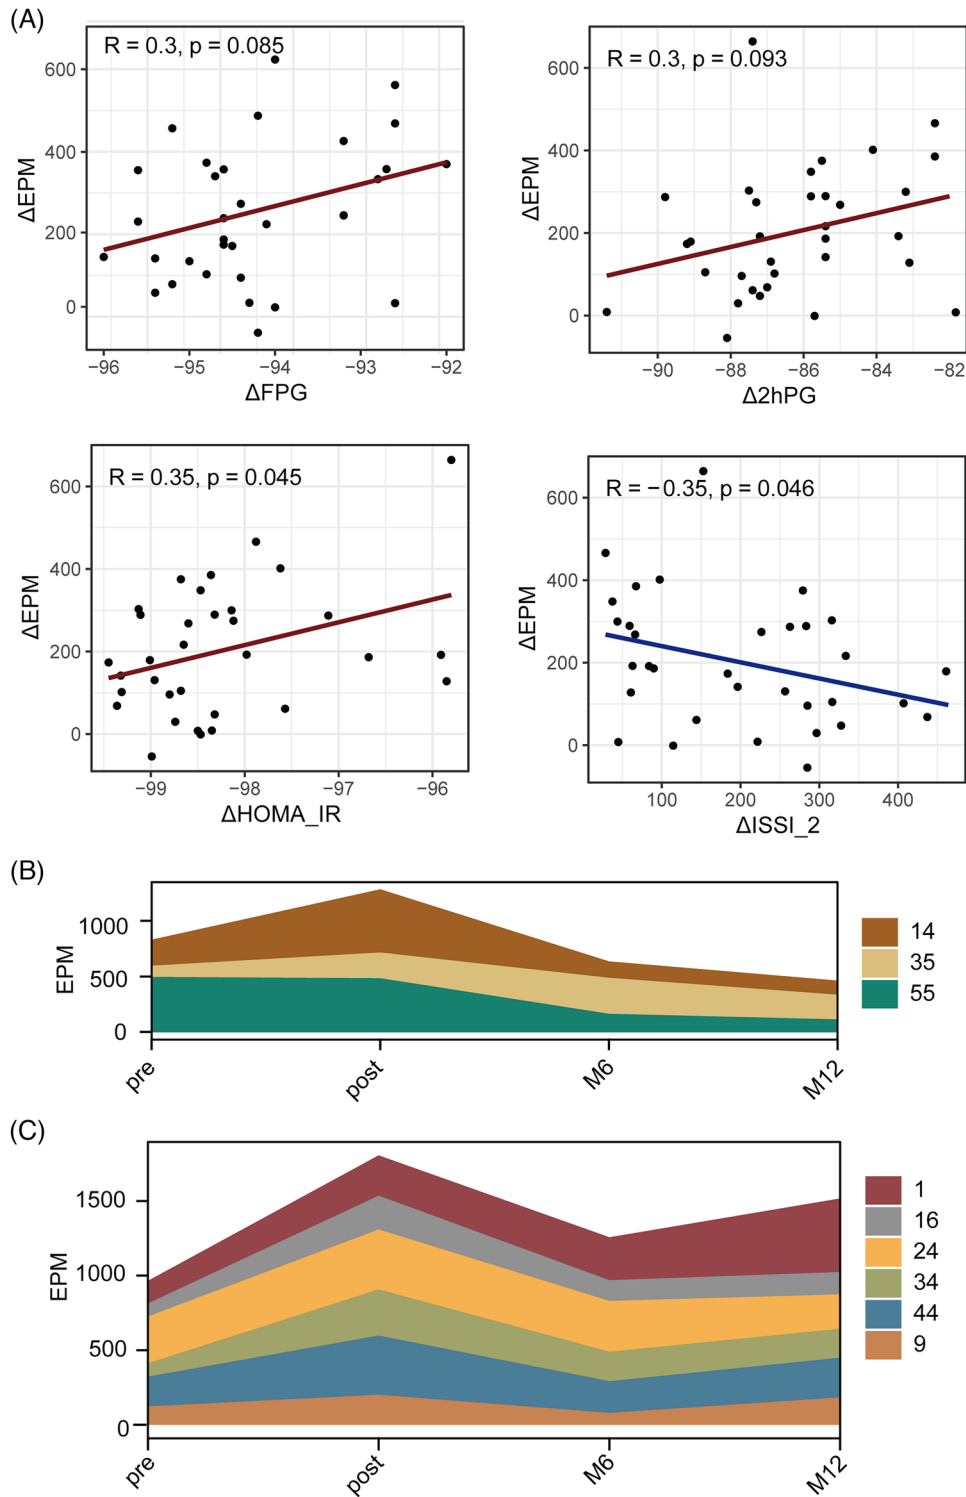 (A)
R = 0.3, p = 0.085
600
400
200
0
ΔEPM
−96 −95 −94 −93 −92
ΔFPG
R = 0.3, p = 0.093
600
400
200
0
ΔEPM
−90 −88 −86 −84 −82
Δ2hPG
R = 0.35, p = 0.045
600
400
200
0
ΔEPM
−99 −98 −97 −96
ΔHOMA_IR
R = −0.35, p = 0.046
600
400
200
0
ΔEPM
100 200 300 400
ΔISSI_2
(B)
1000
500
0
EPM
pre post M6 M12
14
35
55
(C)
1500
1000
500
0
EPM
pre post M6 M12
1
16
24
34
44
9